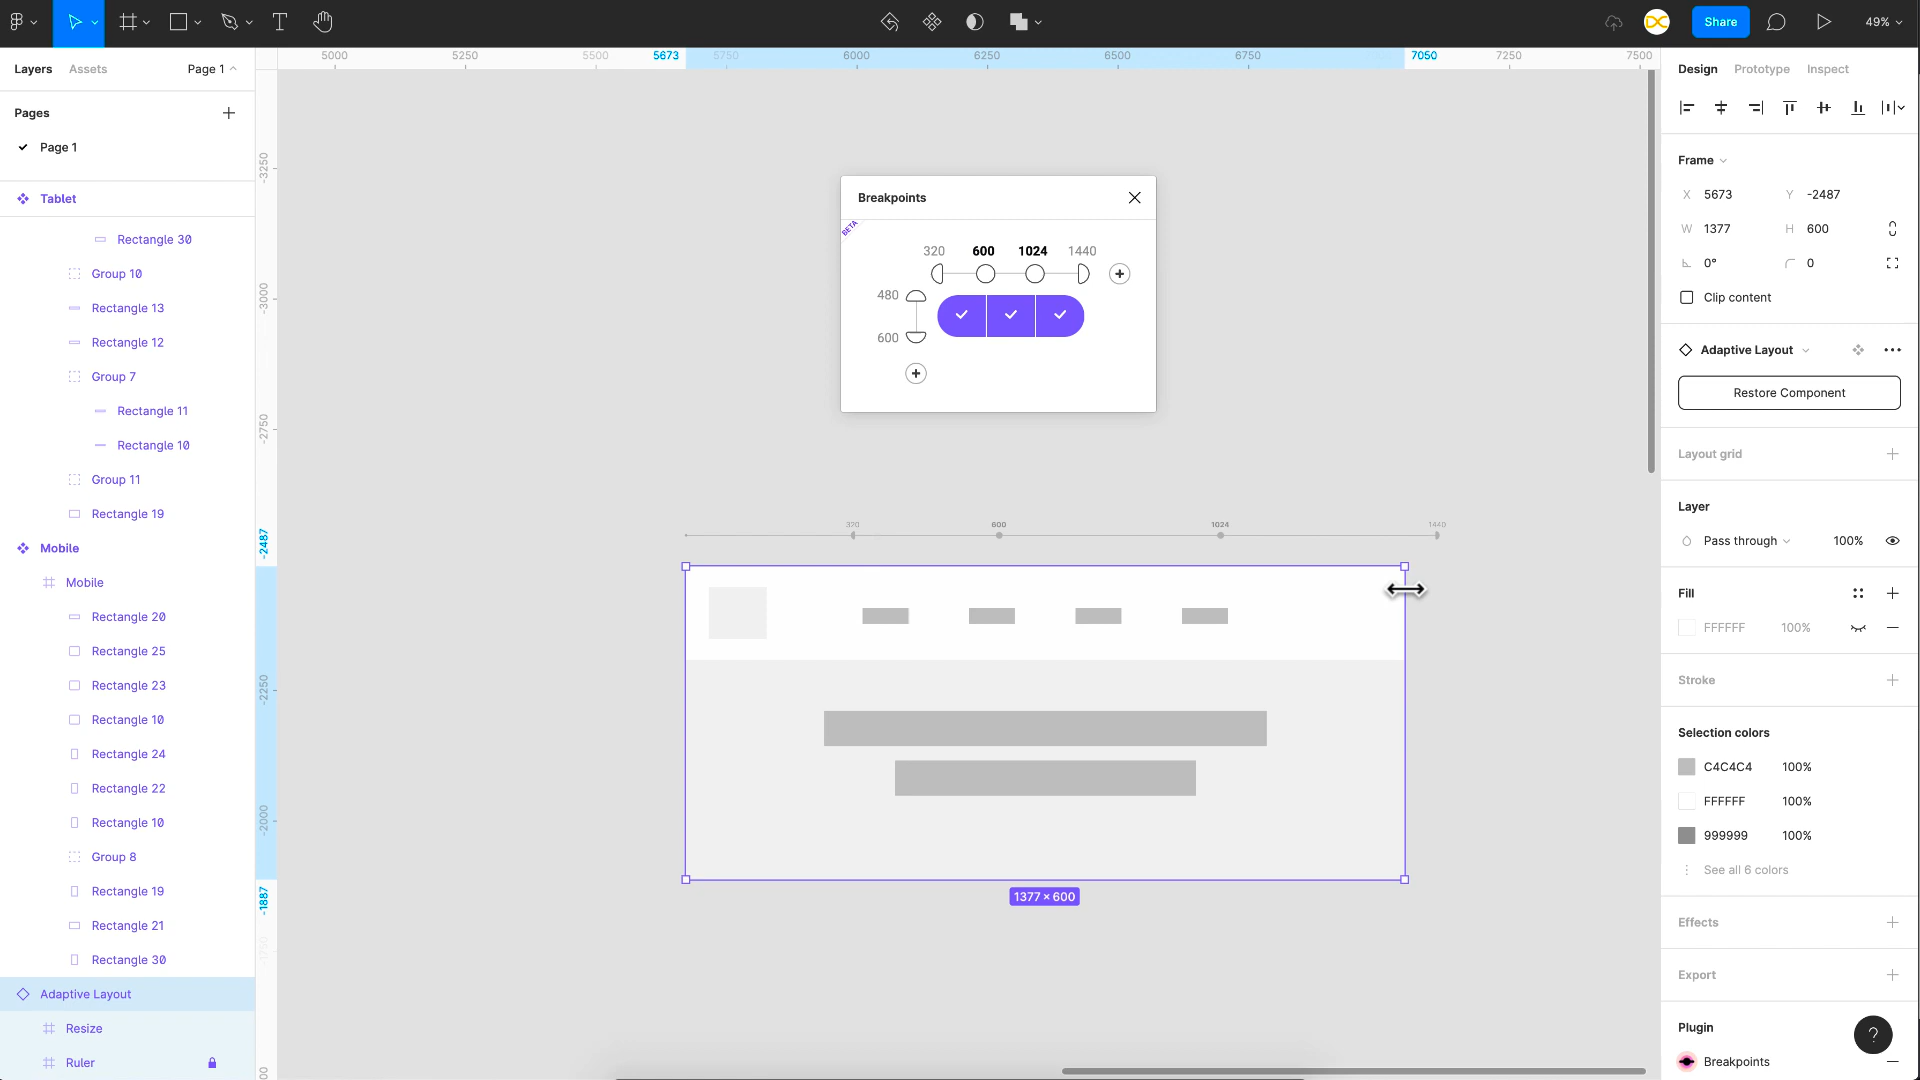 Share
49%
Layers
Assets
Page 1
5000
5250
5500
5673
5750
6000
6250
6500
6750
7050
7250
7500
Design
Prototype
Inspect
Pages
Page 1
Tablet
Rectangle 30
Group 10
Rectangle 13
Rectangle 12
Group 7
Rectangle 11
Rectangle 10
Group 11
Rectangle 19
Mobile
Mobile
Rectangle 20
Rectangle 25
Rectangle 23
Rectangle 10
Rectangle 24
Rectangle 22
Rectangle 10
Group 8
Rectangle 19
Rectangle 21
Rectangle 30
Adaptive Layout
Resize
Ruler
-3250
-3000
-2750
-2487
-2250
-2000
-1887
-1750
Breakpoints
BETA
320
600
1024
1440
480
600
320
600
1024
1440
1377 × 600
Frame
X 5673
Y -2487
W 1377
H 600
0°
0
Clip content
Adaptive Layout
Restore Component
Layout grid
Layer
Pass through
100%
Fill
FFFFFF
100%
Stroke
Selection colors
C4C4C4
100%
FFFFFF
100%
999999
100%
See all 6 colors
Effects
Export
Plugin
?
Breakpoints